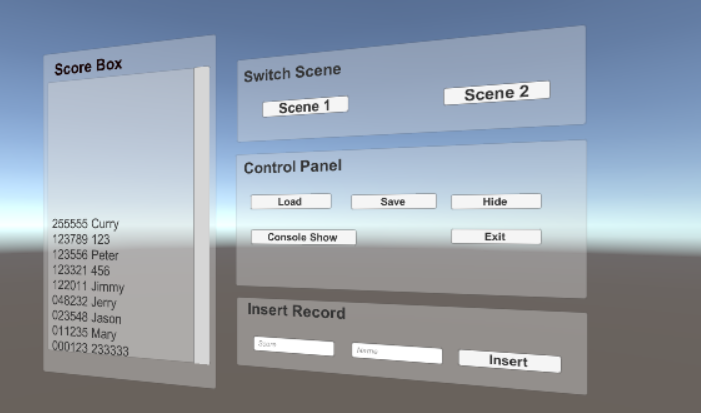 Score Box
255555 Curry
123789 123
123556 Peter
123321 456
122011 Jimmy
048232 Jerry
023548 Jason
011235 Mary
000123 233333
Switch Scene
Scene 1
Scene 2
Control Panel
Load
Save
Hide
Console Show
Exit
Insert Record
Score
Name
Insert